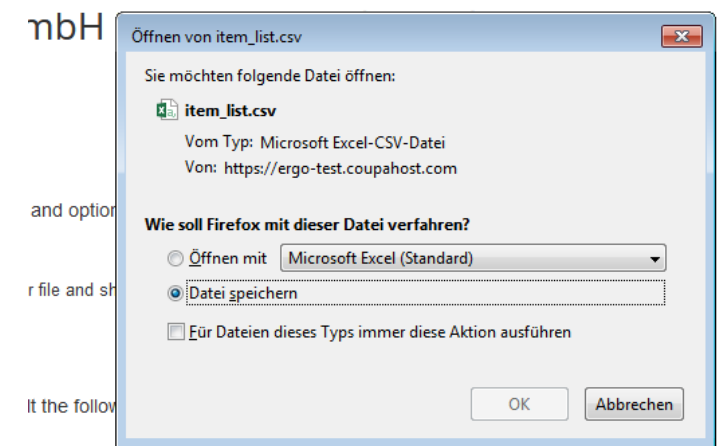 mbH
Öffnen von item_list.csv
Sie möchten folgende Datei öffnen:
item_list.csv
Vom Typ: Microsoft Excel-CSV-Datei
Von: https://ergo-test.coupahost.com
and option
Wie soll Firefox mit dieser Datei verfahren?
Öffnen mit Microsoft Excel (Standard)
r file and sh
Datei speichern
Für Dateien dieses Typs immer diese Aktion ausführen
lt the follow
OK Abbrechen